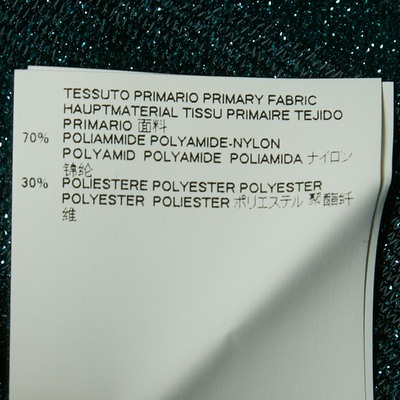 TESSUTO PRIMARIO PRIMARY FABRIC
HAUPTMATERIAL TISSU PRIMAIRE TEJIDO
PRIMARIO 面料
70% POLIAMMIDE POLYAMIDE-NYLON
POLYAMID POLYAMIDE POLIAMIDA ナイロン
锦纶
30% POLIESTERE POLYESTER POLYESTER
POLYESTER POLIESTER ポリエステル 聚酯纤
维